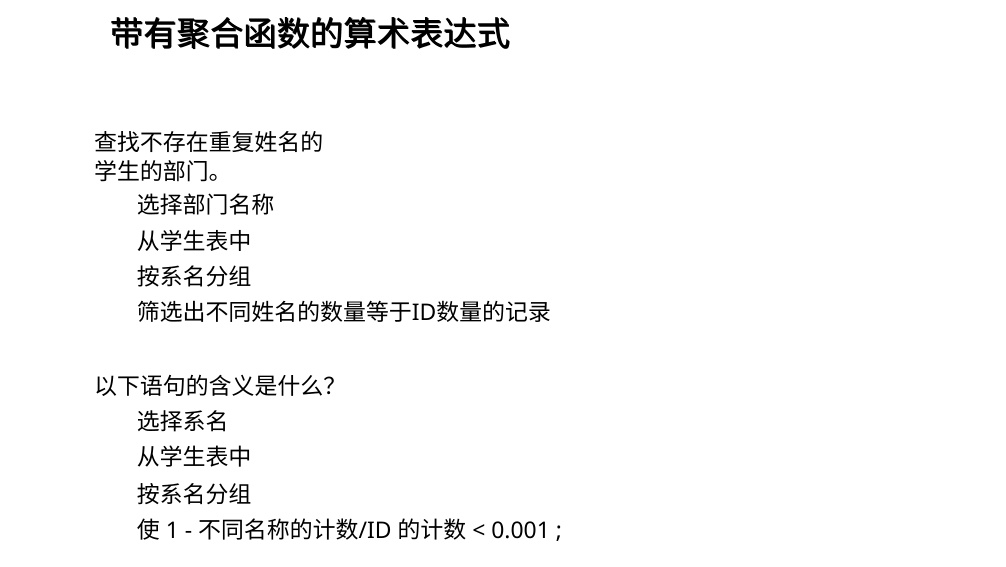 带有聚合函数的算术表达式
查找不存在重复姓名的
学生的部门。
选择部门名称
从学生表中
按系名分组
筛选出不同姓名的数量等于ID数量的记录
以下语句的含义是什么?
选择系名
从学生表中
按系名分组
使 1 - 不同名称的计数/ID 的计数 < 0.001 ;